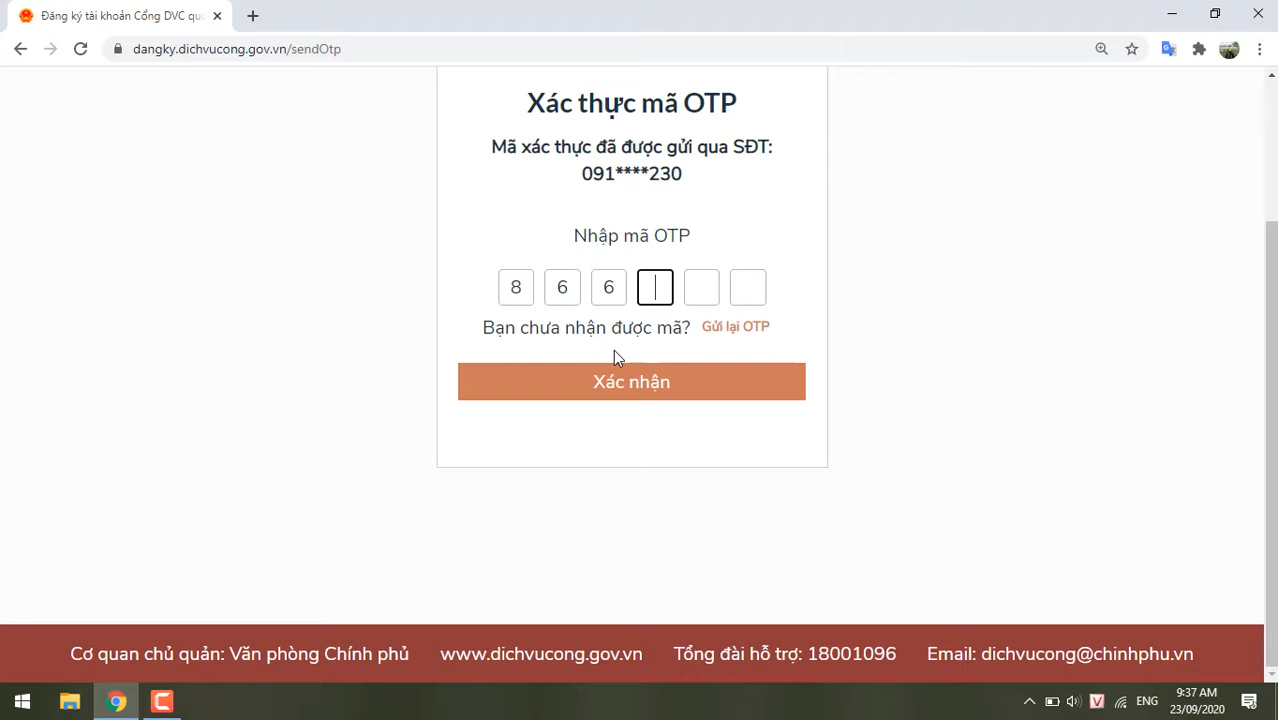 Đăng ký tài khoản Cổng DVC quố
dangky.dichvucong.gov.vn/sendOtp
Xác thực mã OTP
Mã xác thực đã được gửi qua SĐT:
091****230
Nhập mã OTP
8 6 6
Bạn chưa nhận được mã? Gửi lại OTP
Xác nhận
Cơ quan chủ quản: Văn phòng Chính phủ www.dichvucong.gov.vn Tổng đài hỗ trợ: 18001096 Email: dichvucong@chinhphu.vn
V ENG 9:37 AM
23/09/2020